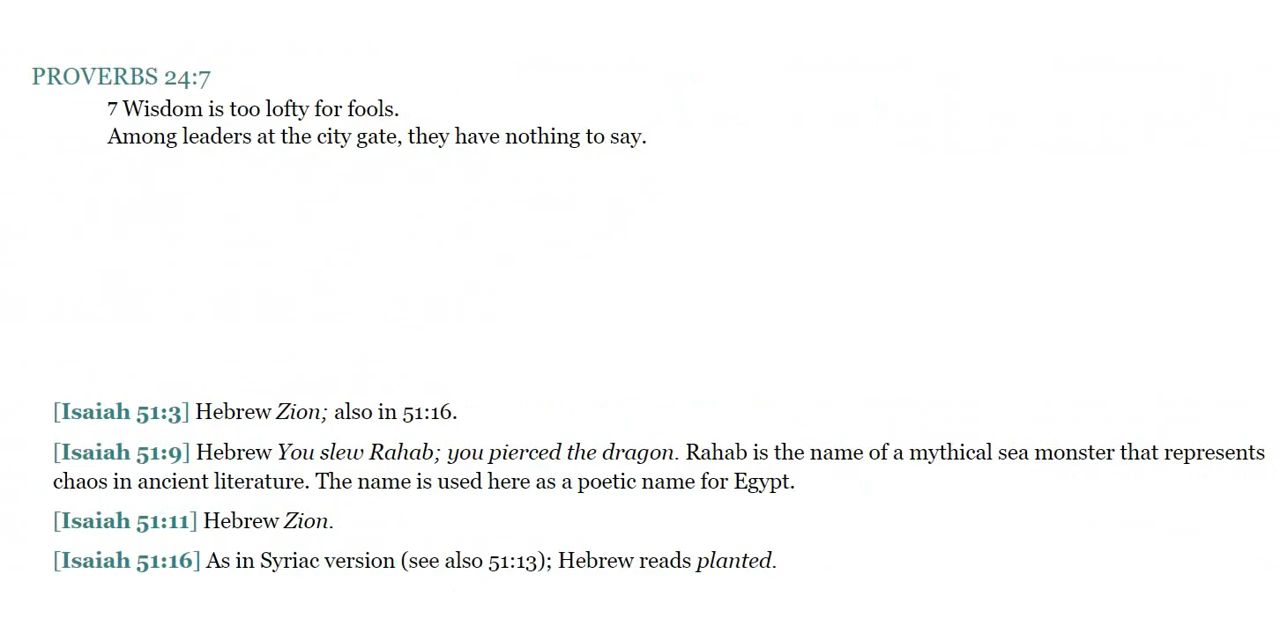 PROVERBS 24:7
7 Wisdom is too lofty for fools.
Among leaders at the city gate, they have nothing to say.
[Isaiah 51:3] Hebrew Zion; also in 51:16.
[Isaiah 51:9] Hebrew You slew Rahab; you pierced the dragon. Rahab is the name of a mythical sea monster that represents
chaos in ancient literature. The name is used here as a poetic name for Egypt.
[Isaiah 51:11] Hebrew Zion.
[Isaiah 51:16] As in Syriac version (see also 51:13); Hebrew reads planted.